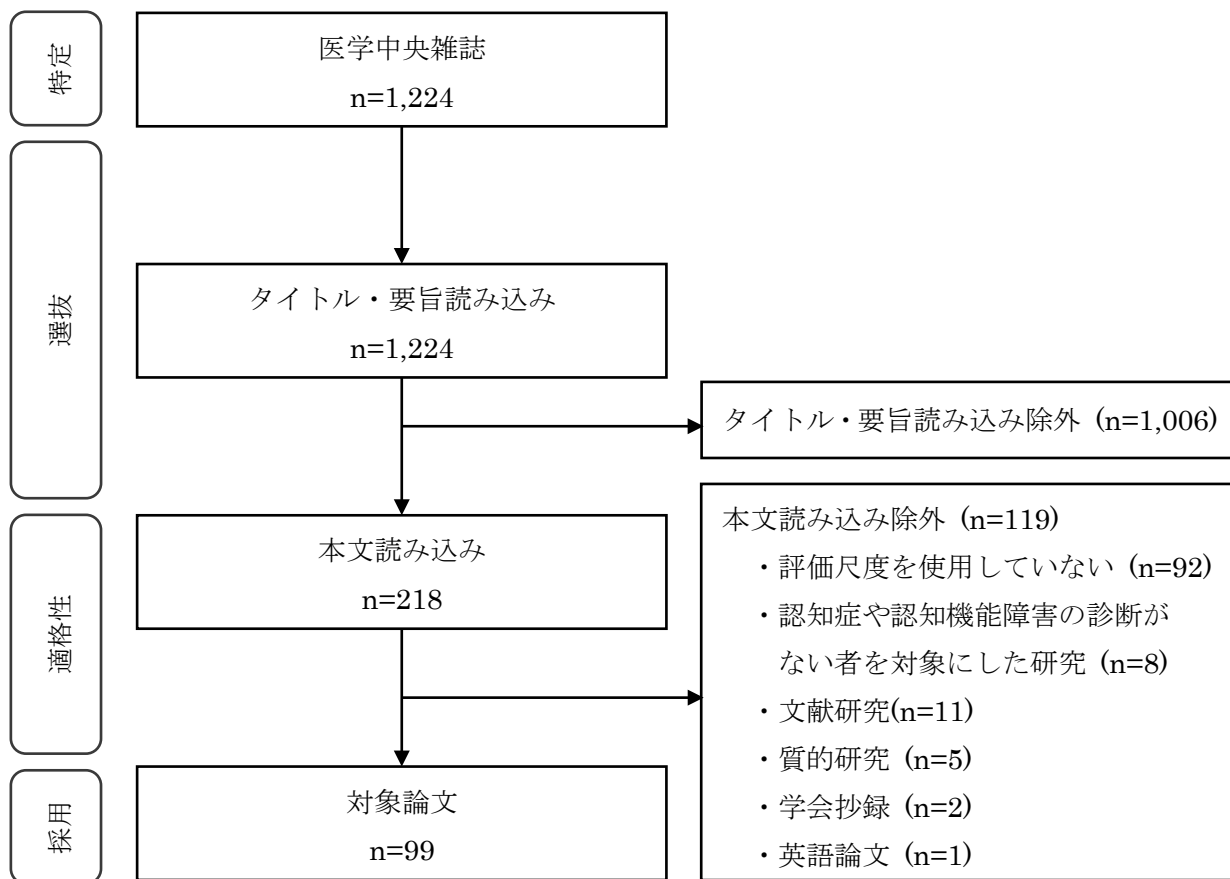 特定
医学中央雑誌
n=1,224
選抜
タイトル・要旨読み込み
n=1,224
タイトル・要旨読み込み除外 (n=1,006)
適格性
本文読み込み
n=218
本文読み込み除外 (n=119)
・評価尺度を使用していない (n=92)
・認知症や認知機能障害の診断が
ない者を対象にした研究 (n=8)
・文献研究(n=11)
・質的研究 (n=5)
・学会抄録 (n=2)
・英語論文 (n=1)
採用
対象論文
n=99